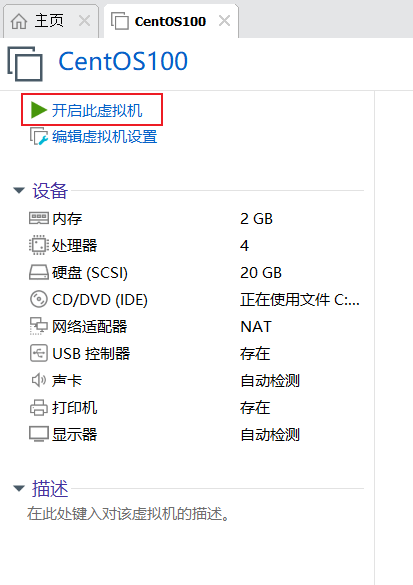 主页 CentOS100
CentOS100
开启此虚拟机
编辑虚拟机设置
设备
内存 2 GB
处理器 4
硬盘 (SCSI) 20 GB
CD/DVD (IDE) 正在使用文件 C:...
网络适配器 NAT
USB 控制器 存在
声卡 自动检测
打印机 存在
显示器 自动检测
描述
在此处键入对该虚拟机的描述。